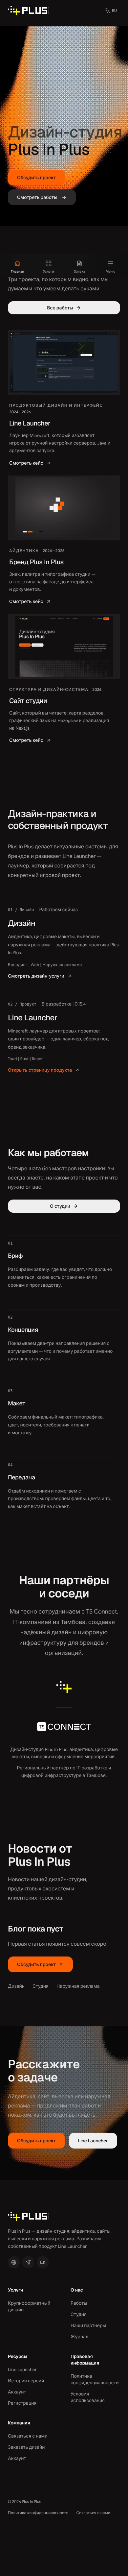 PLUS
RU
Дизайн-студия
Plus In Plus
Обсудить проект
Смотреть работы
Главная
Услуги
Заявка
Меню
Три проекта, по которым видно, как мы
думаем и что умеем делать руками.
Все работы
ПРОДУКТОВЫЙ ДИЗАЙН И ИНТЕРФЕЙС
2024—2026
Line Launcher
Лаунчер Minecraft, который избавляет
игрока от ручной настройки серверов, Java и
аргументов запуска.
Смотреть кейс
АЙДЕНТИКА 2024—2026
Бренд Plus In Plus
Знак, палитра и типографика студии —
от логотипа на фасаде до интерфейса
и документов.
Смотреть кейс
Дизайн-студия
Plus In Plus
СТРУКТУРА И ДИЗАЙН-СИСТЕМА 2026
Сайт студии
Сайт, который вы читаете: карта разделов,
графический язык на Hauoguine и реализация
на Next.js.
Смотреть кейс
Дизайн-практика и
собственный продукт
Plus In Plus делает визуальные системы для
брендов и развивает Line Launcher —
лаунчер, который собирается под
конкретный игровой проект.
01 / Дизайн Работаем сейчас
Дизайн
Айдентика, цифровые макеты, вывески и
наружная реклама — действующая практика Plus
In Plus.
Брендинг | Web | Наружная реклама
Смотреть дизайн-услуги
02 / Продукт В разработке | 0.15.4
Line Launcher
Minecraft-лаунчер для игровых проектов:
один провайдер — один лаунчер, сборка под
бренд заказчика.
Tauri | Rust | React
Открыть страницу продукта
Как мы работаем
Четыре шага без мастеров-частностей: вы
всегда знаете, на каком этапе проект и что
нужно от вас.
О студии
01
Бриф
Разбираем задачу: где вас увидят, что должно
измениться, какие есть ограничения по
срокам и производству.
02
Концепция
Показываем два-три направления решения с
аргументами — что и почему работает именно
для вашего случая.
03
Макет
Собираем финальный макет: типографика,
цвет, носители, требования к печати
и монтажу.
04
Передача
Отдаём исходники и помогаем с
производством: проверяем файлы, цвета и то,
как макет встаёт на объект.
Наши партнёры
и соседи
Мы тесно сотрудничаем с TS Connect,
IT-компанией из Тамбова, создавая
надёжный дизайн и цифровую
инфраструктуру для брендов и
организаций.
TS CONNECT
Дизайн-студия Plus In Plus: айдентика, цифровые
макеты, вывески и оформление мероприятий.
Региональный партнёр по IT-разработке и
цифровой инфраструктуре в Тамбове.
Новости от
Plus In Plus
Новости нашей дизайн-студии,
продуктовых экосистем и
клиентских проектов.
Блог пока пуст
Первая статья появится совсем скоро.
Обсудить проект
Дизайн Студия Наружная реклама
Расскажите
о задаче
Айдентика, сайт, вывеска или наружная
реклама — предложим план работ и
покажем, как это будет выглядеть.
Обсудить проект
Line Launcher
PLUS
Plus In Plus — дизайн-студия: айдентика, сайты,
вывески и наружная реклама. Развиваем
собственный продукт Line Launcher.
Услуги
Крупноформатный
дизайн
О нас
Работы
Студия
Наши партнёры
Журнал
Ресурсы
Line Launcher
История версий
Аккаунт
Регистрация
Правовая
информация
Политика
конфиденциальности
Условия
использования
Компания
Связаться с нами
Заказать дизайн
Аккаунт
© 2026 Plus In Plus
Политика конфиденциальности Связаться с нами